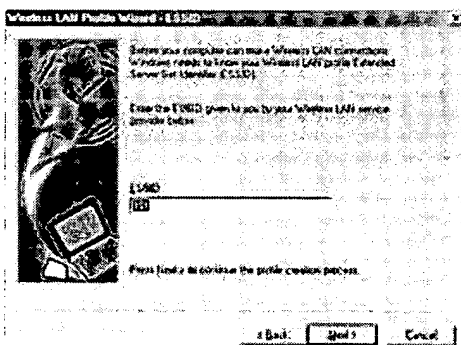 Wireless LAN Profile Wizard - ESSID
Before your computer can make Wireless LAN connections
Windows needs to know your Wireless LAN profile Extended
Server Set Identifier (ESSID).
Enter the ESSID given to you by your Wireless LAN service
provider below.
ESSID
Press Next > to continue the profile creation process.
< Back
Next >
Cancel